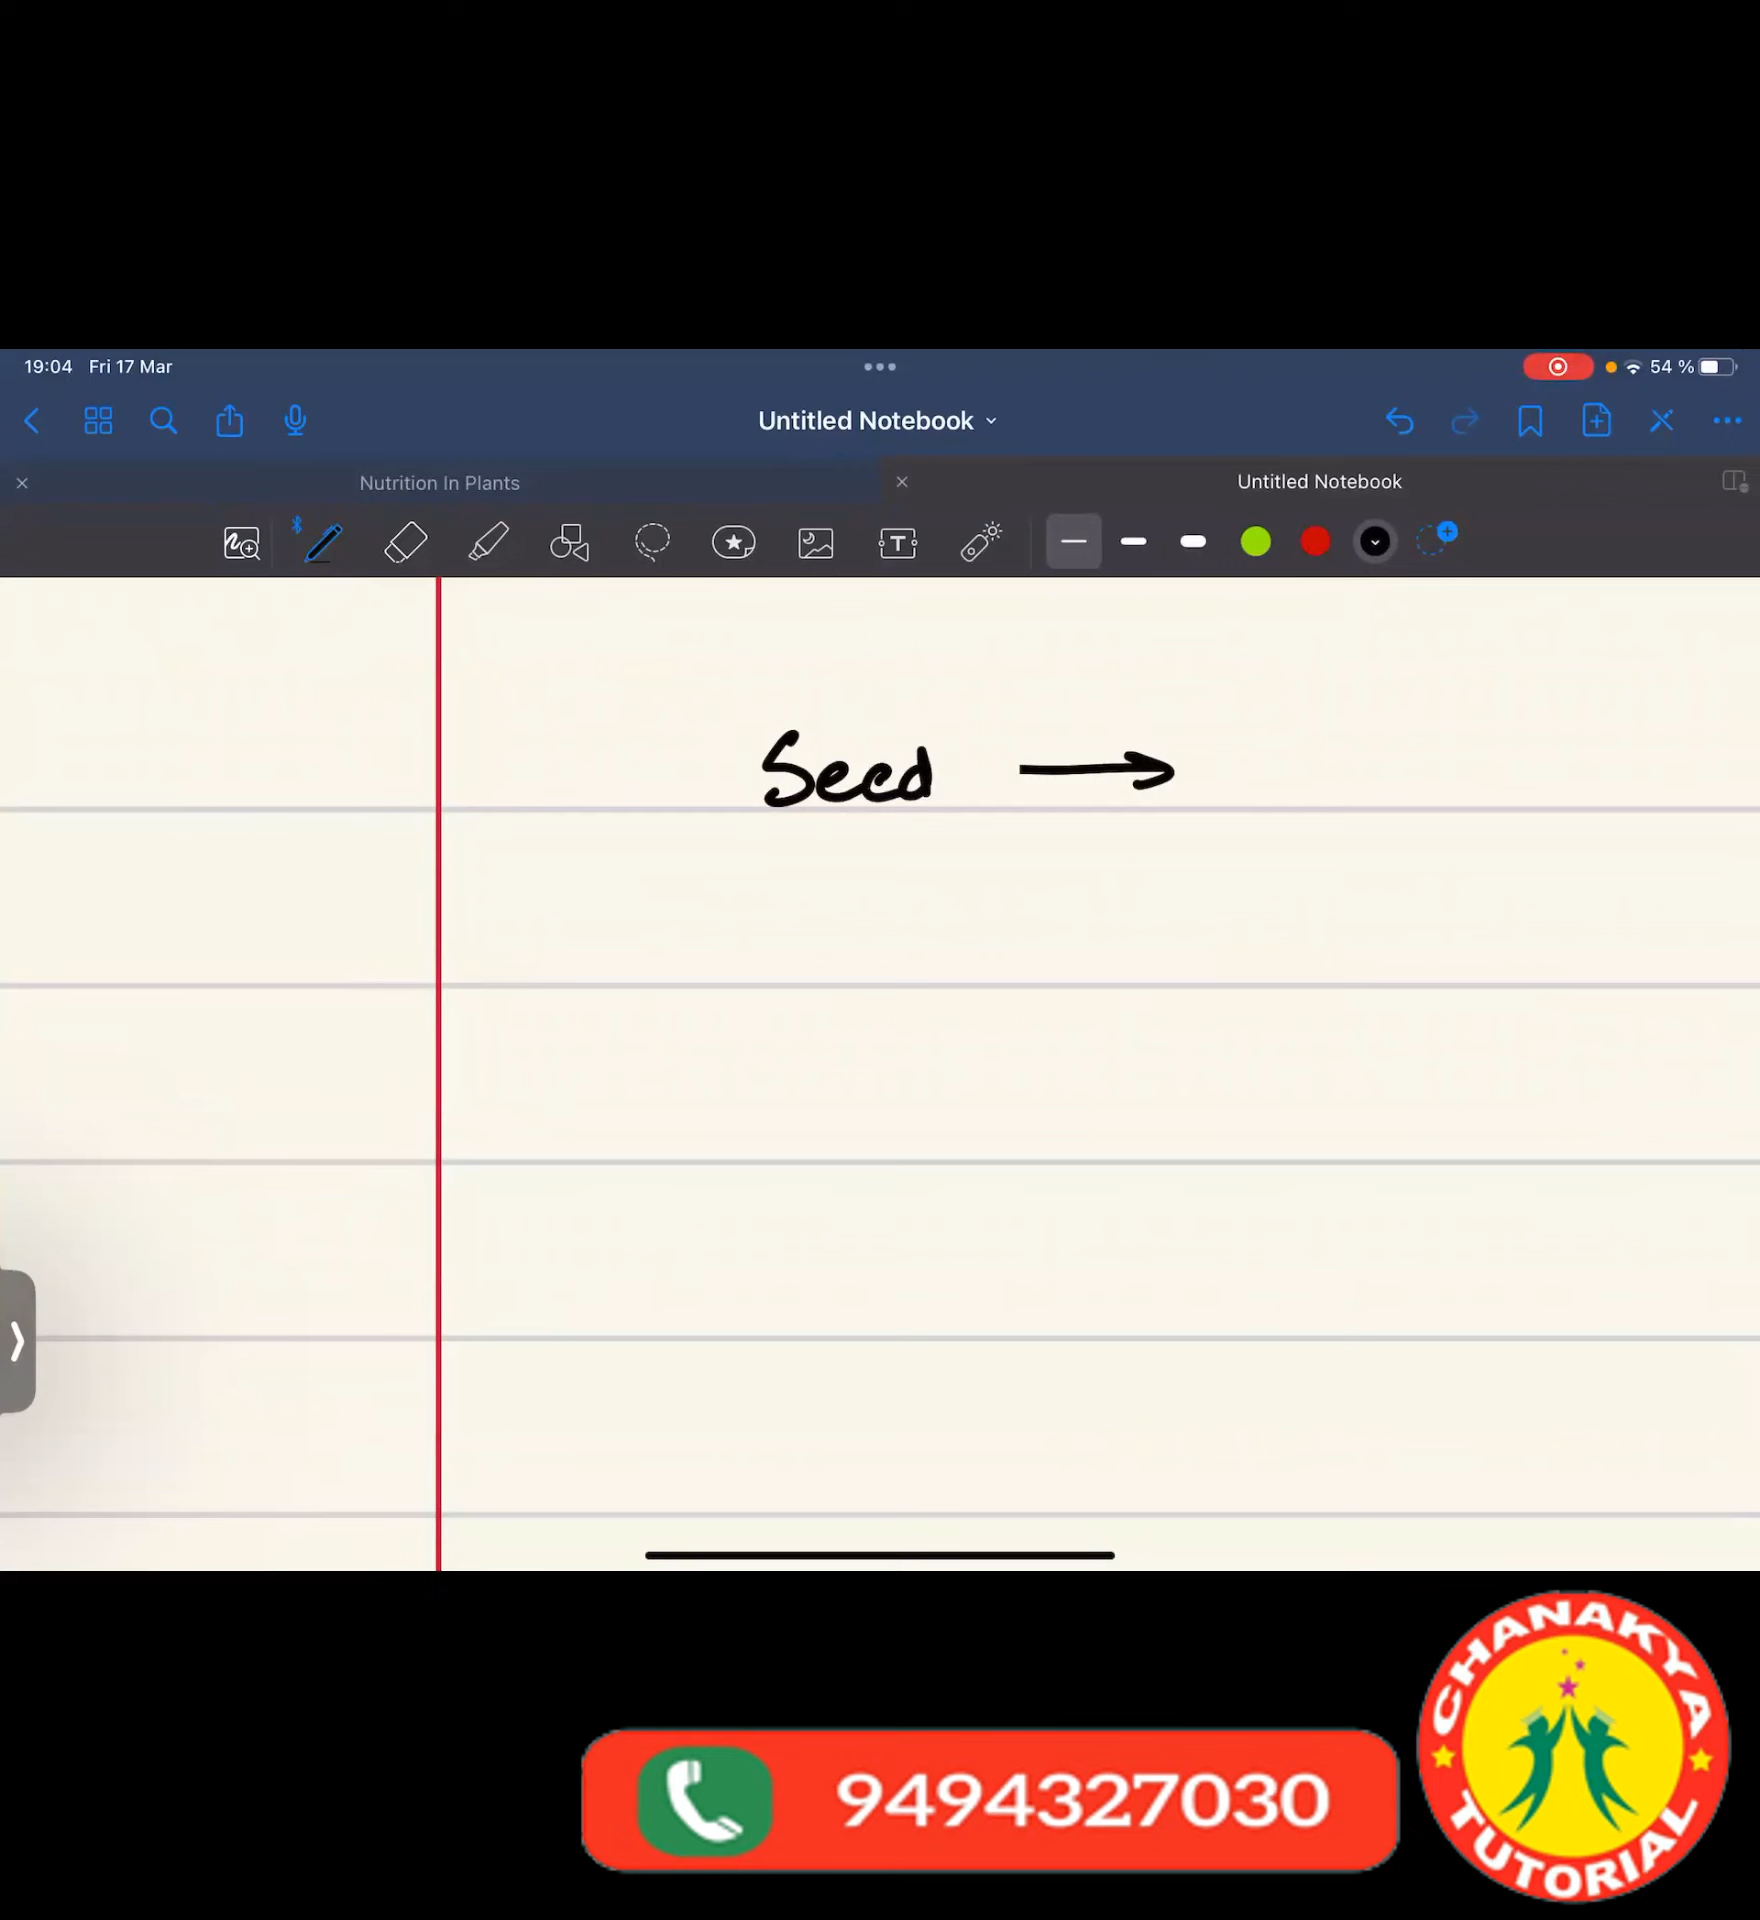 19:04 Fri 17 Mar
54 %
Untitled Notebook
Nutrition In Plants
Untitled Notebook
T
Seed →
9494327030
CHANAKYA
TUTORIAL